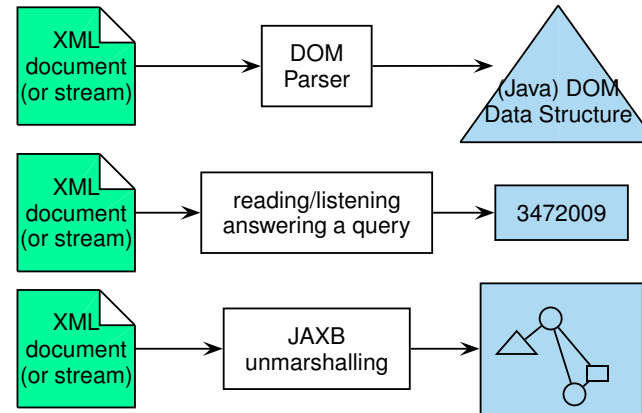 XML
document
(or stream)
DOM
Parser
(Java) DOM
Data Structure
XML
document
(or stream)
reading/listening
answering a query
3472009
XML
document
(or stream)
JAXB
unmarshalling